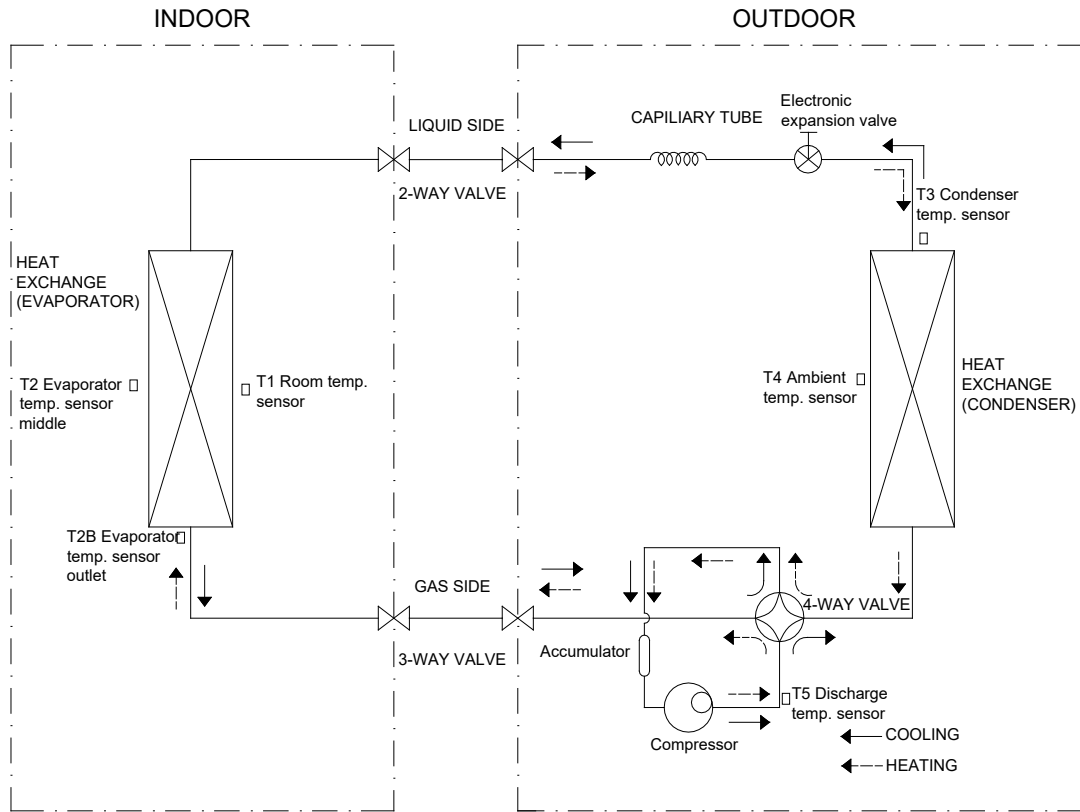 INDOOR
OUTDOOR
Electronic
expansion valve
CAPILIARY TUBE
LIQUID SIDE
2-WAY VALVE
T3 Condenser
temp. sensor
HEAT
EXCHANGE
(EVAPORATOR)
T2 Evaporator
temp. sensor
middle
T1 Room temp.
sensor
T4 Ambient
temp. sensor
HEAT
EXCHANGE
(CONDENSER)
T2B Evaporator
temp. sensor
outlet
GAS SIDE
3-WAY VALVE
4-WAY VALVE
Accumulator
T5 Discharge
temp. sensor
Compressor
COOLING
HEATING